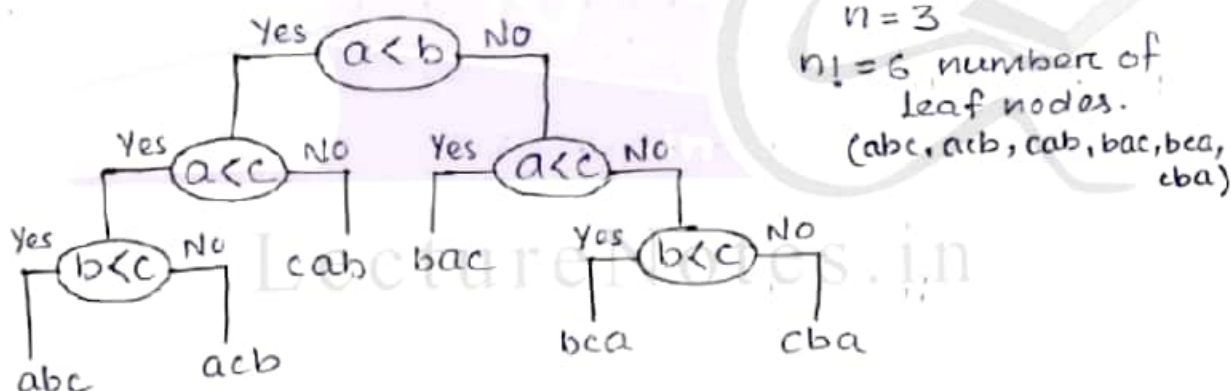 n = 3
n! = 6 number of
Leaf nodes.
(abc, acb, cab, bac, bca,
cba)
Yes a<b No
Yes a<c No Yes a<c No
Yes b<c No cab bac Yes b<c No
LectureNotes.in
abc acb bca cba